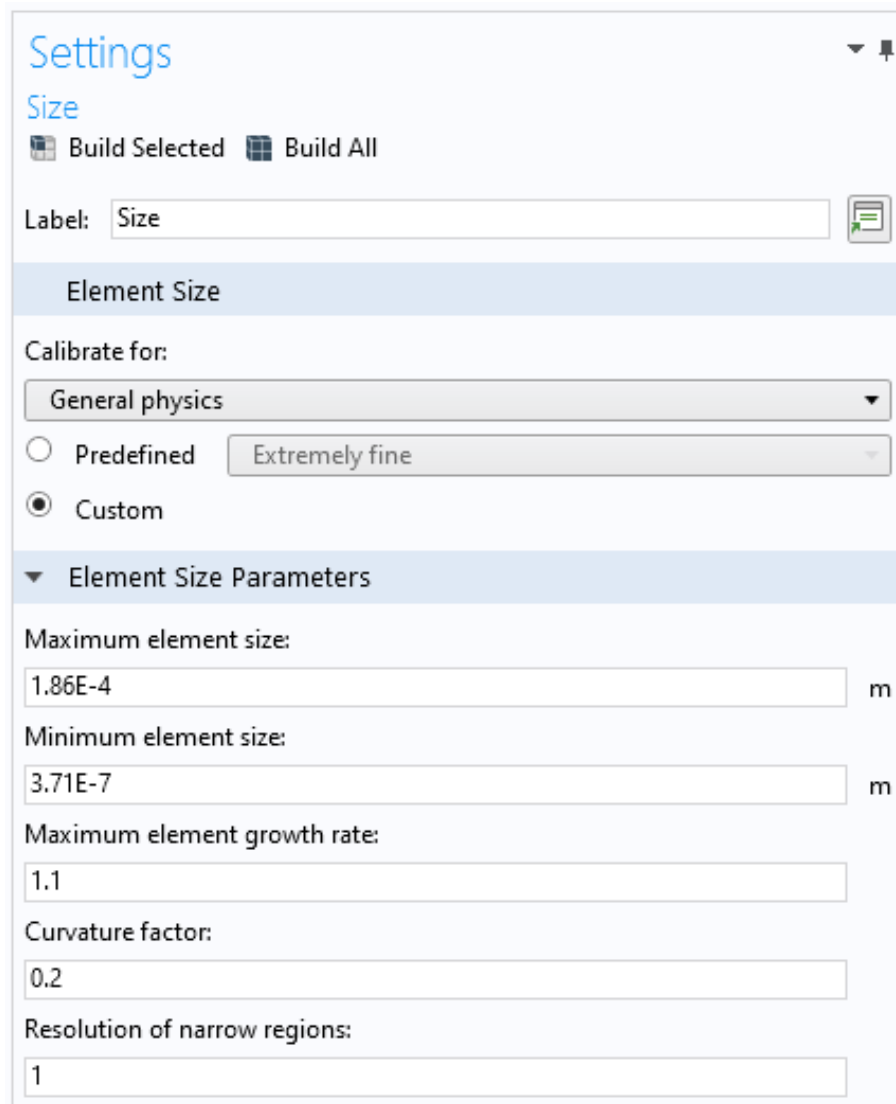 Settings
Size
Build Selected Build All
Label: Size
Element Size
Calibrate for:
General physics
Predefined Extremely fine
Custom
Element Size Parameters
Maximum element size:
1.86E-4 m
Minimum element size:
3.71E-7 m
Maximum element growth rate:
1.1
Curvature factor:
0.2
Resolution of narrow regions:
1